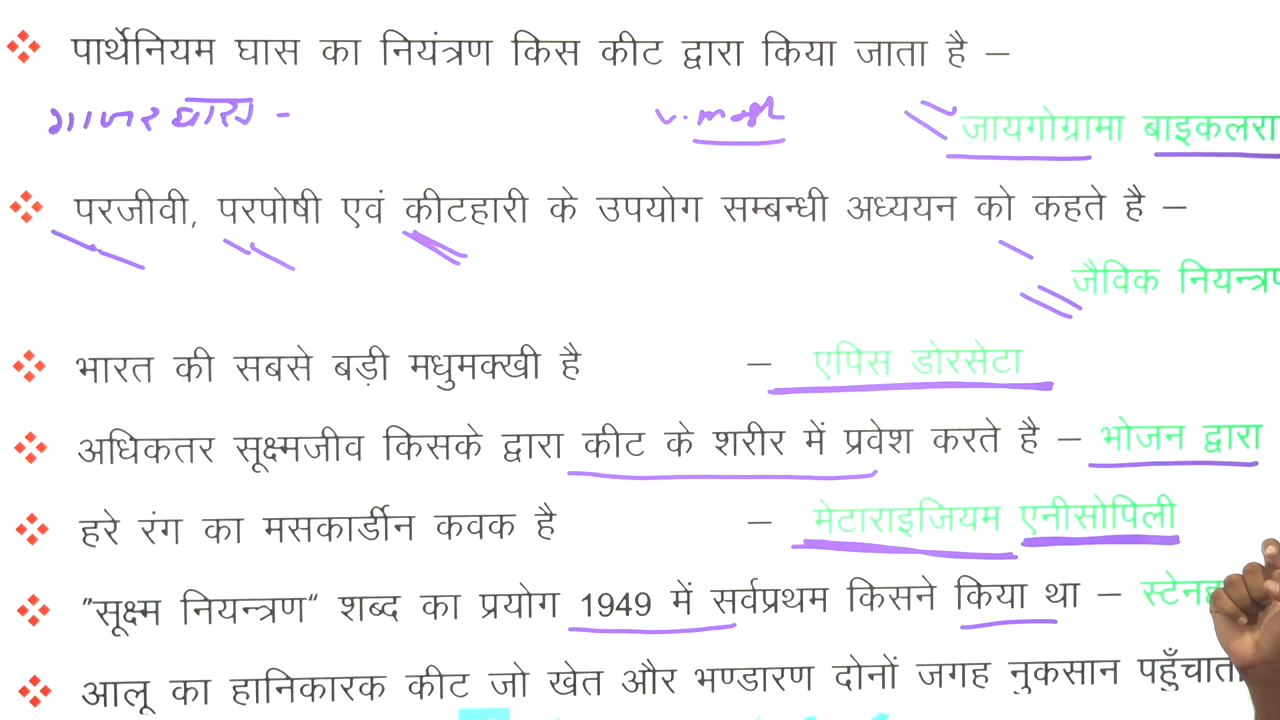 पार्थेनियम घास का नियंत्रण किस कीट द्वारा किया जाता है –
गाजर घास -
जायगोग्रामा बाइकलरा
परजीवी, परपोषी एवं कीटहारी के उपयोग सम्बन्धी अध्ययन को कहते है –
जैविक नियन्त्रण
भारत की सबसे बड़ी मधुमक्खी है – एपिस डोरसेटा
अधिकतर सूक्ष्मजीव किसके द्वारा कीट के शरीर में प्रवेश करते है – भोजन द्वारा
हरे रंग का मसकार्डीन कवक है – मेटाराइजियम एनीसोपिली
"सूक्ष्म नियन्त्रण" शब्द का प्रयोग 1949 में सर्वप्रथम किसने किया था –
आलू का हानिकारक कीट जो खेत और भण्डारण दोनों जगह नुकसान